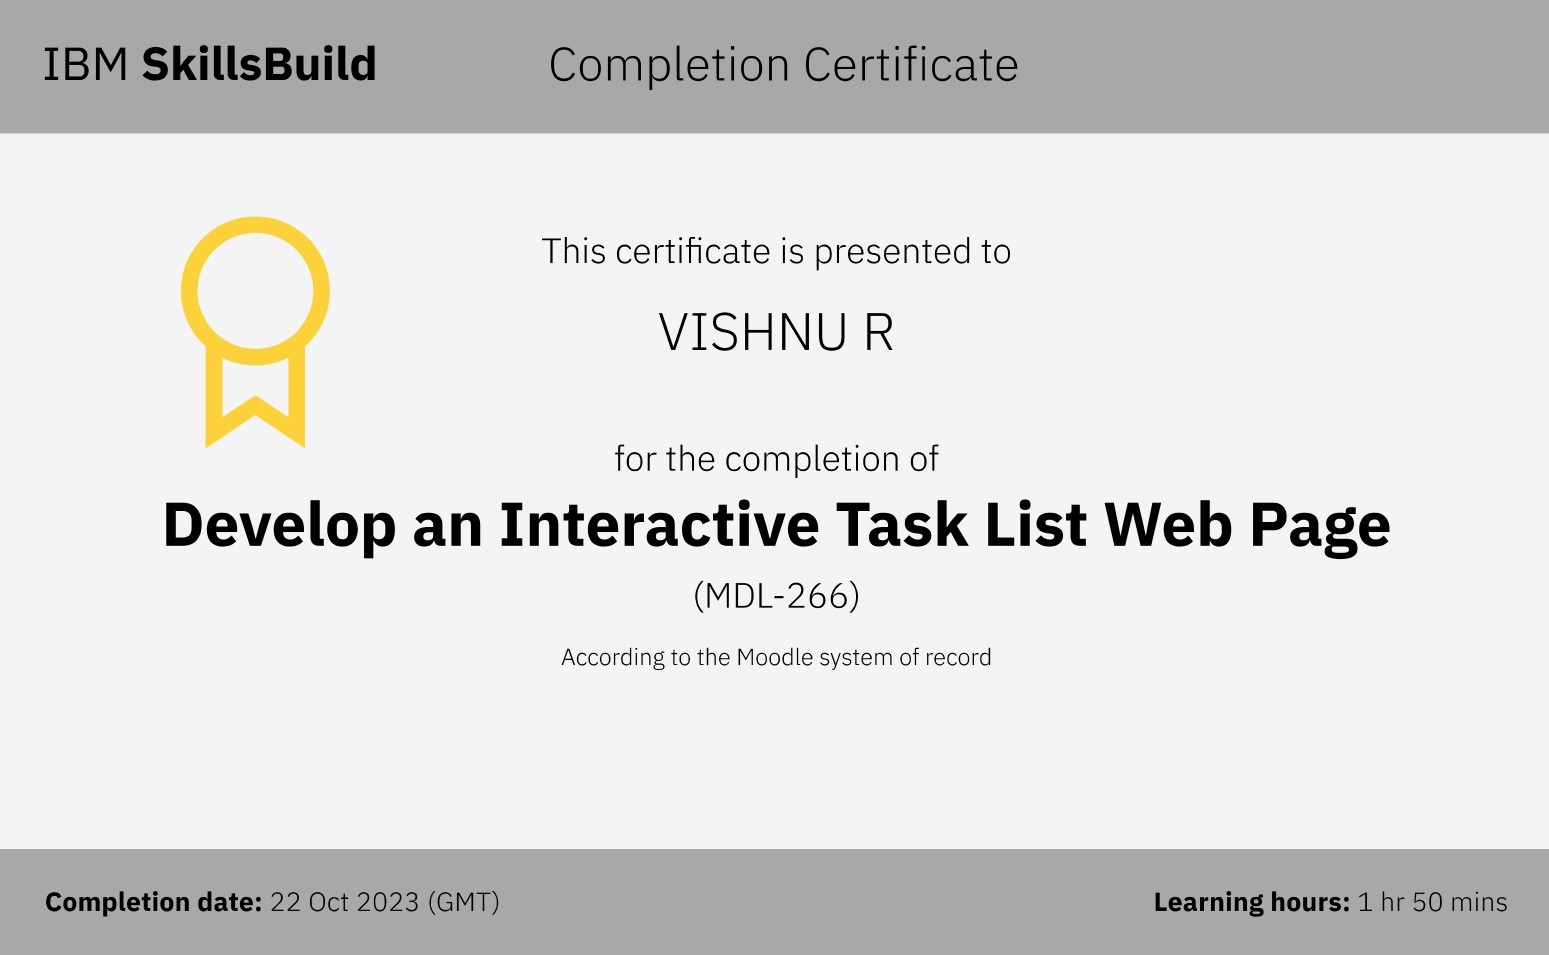 IBM SkillsBuild
Completion Certificate
This certificate is presented to
VISHNU R
for the completion of
Develop an Interactive Task List Web Page
(MDL-266)
According to the Moodle system of record
Completion date: 22 Oct 2023 (GMT)
Learning hours: 1 hr 50 mins